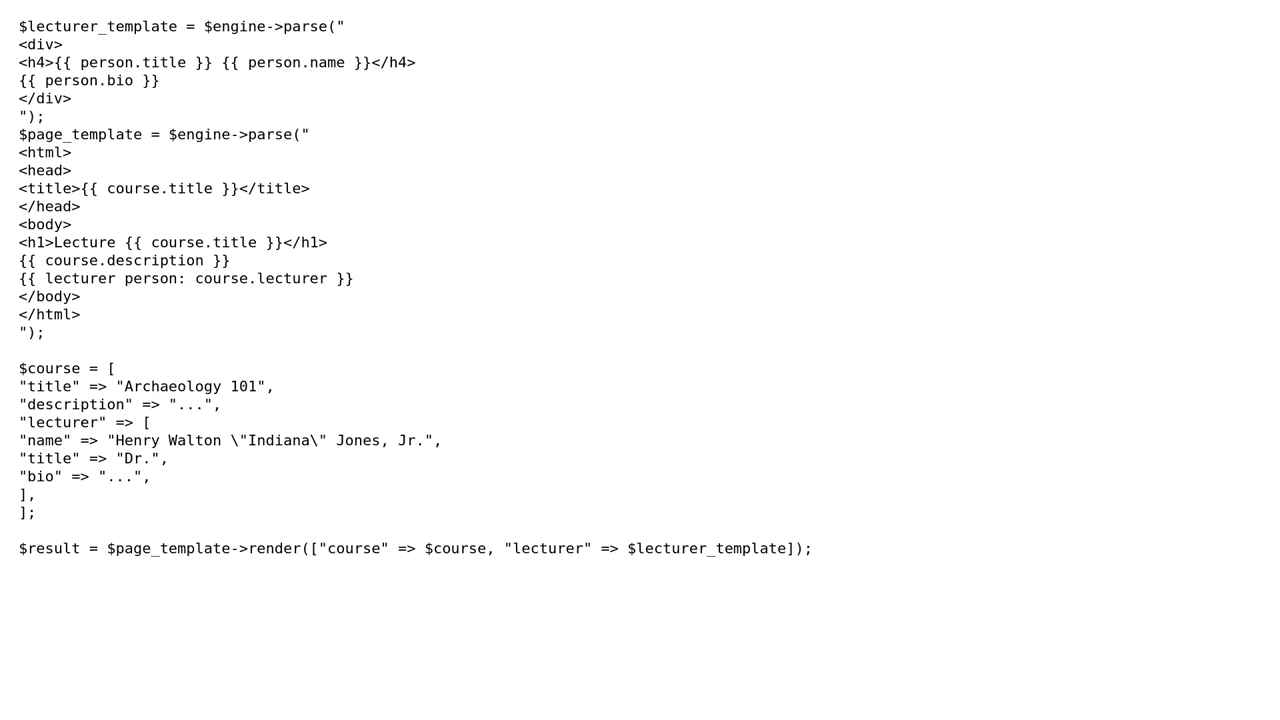 $lecturer_template = $engine->parse("
<div>
<h4>{{ person.title }} {{ person.name }}</h4>
{{ person.bio }}
</div>
");
$page_template = $engine->parse("
<html>
<head>
<title>{{ course.title }}</title>
</head>
<body>
<h1>Lecture {{ course.title }}</h1>
{{ course.description }}
{{ lecturer person: course.lecturer }}
</body>
</html>
");

$course = [
"title" => "Archaeology 101",
"description" => "...",
"lecturer" => [
"name" => "Henry Walton \"Indiana\" Jones, Jr.",
"title" => "Dr.",
"bio" => "...",
],
];

$result = $page_template->render(["course" => $course, "lecturer" => $lecturer_template]);